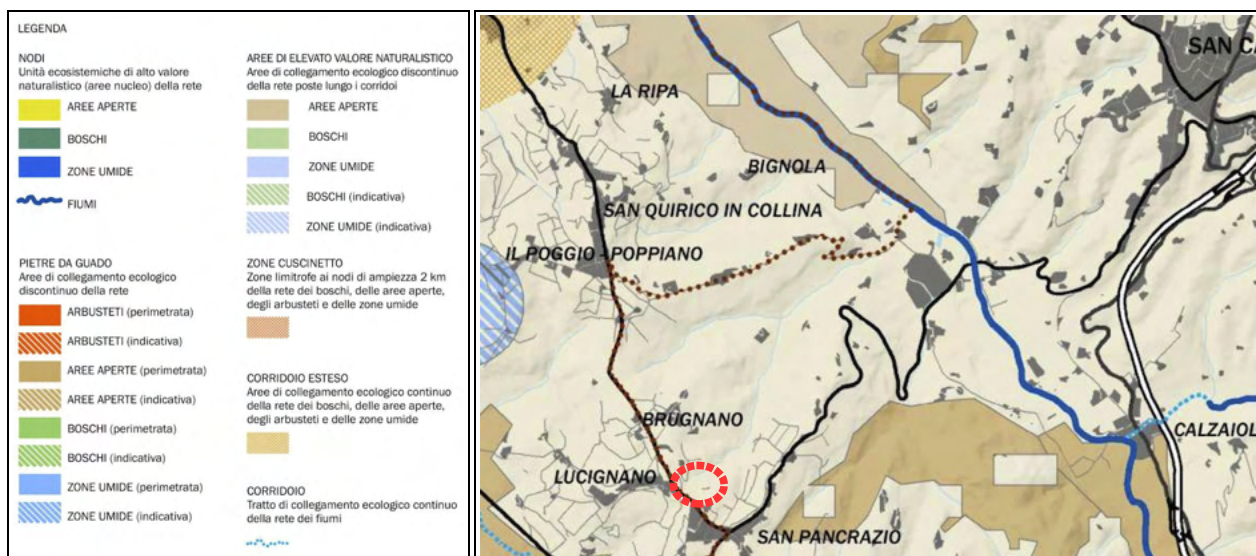 LEGENDA
NODI
Unità ecosistemiche di alto valore
naturalistico (aree nucleo) della rete
AREE APERTE
BOSCHI
ZONE UMIDE
FIUMI
PIETRE DA GUADO
Aree di collegamento ecologico
discontinuo della rete
ARBUSTETI (perimetrata)
ARBUSTETI (indicativa)
AREE APERTE (perimetrata)
AREE APERTE (indicativa)
BOSCHI (perimetrata)
BOSCHI (indicativa)
ZONE UMIDE (perimetrata)
ZONE UMIDE (indicativa)
AREE DI ELEVATO VALORE NATURALISTICO
Aree di collegamento ecologico discontinuo
della rete poste lungo i corridoi
AREE APERTE
BOSCHI
ZONE UMIDE
BOSCHI (indicativa)
ZONE UMIDE (indicativa)
ZONE CUSCINETTO
Zone limitrofe ai nodi di ampiezza 2 km
della rete dei boschi, delle aree aperte,
degli arbusteti e delle zone umide
CORRIDOIO ESTESO
Aree di collegamento ecologico continuo
della rete dei boschi, delle aree aperte,
degli arbusteti e delle zone umide
CORRIDOIO
Tratto di collegamento ecologico continuo
della rete dei fiumi
SAN CA
LA RIPA
BIGNOLA
SAN QUIRICO IN COLLINA
IL POGGIO - POPPIANO
BRUGNANO
CALZAIOL
LUCIGNANO
SAN PANCRAZIO